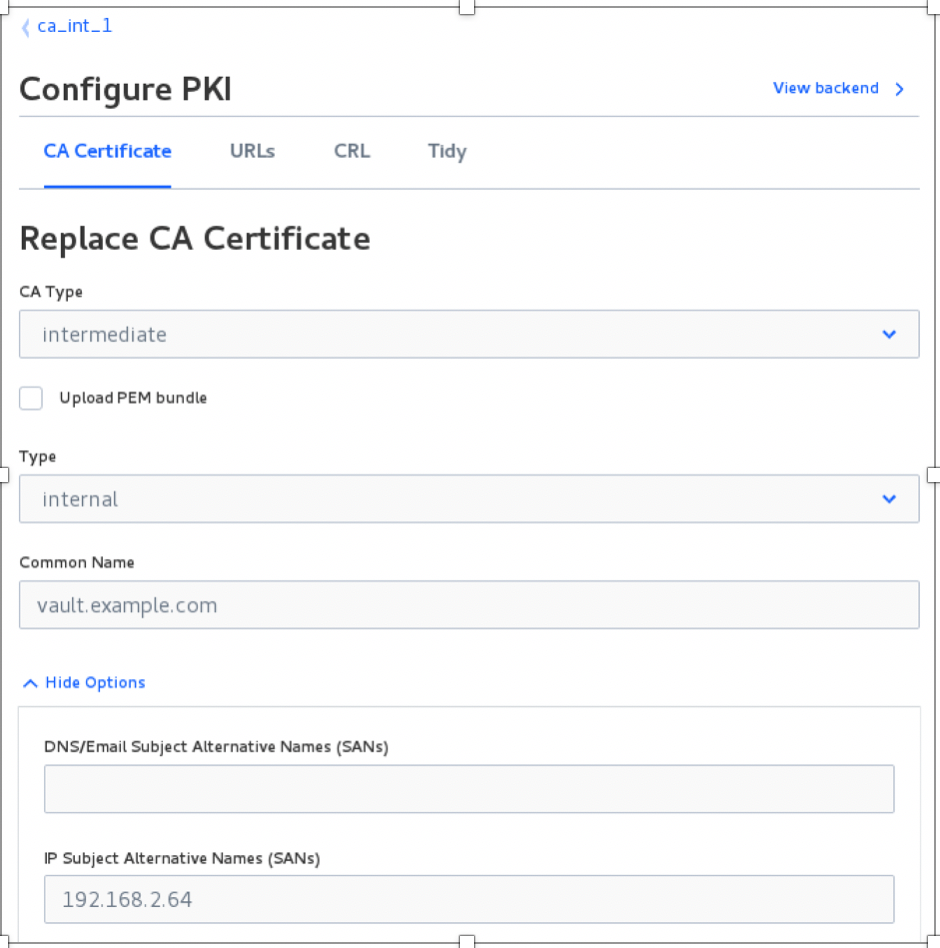 ca_int_1
Configure PKI
View backend
CA Certificate URLs CRL Tidy
Replace CA Certificate
CA Type
intermediate
Upload PEM bundle
Type
internal
Common Name
vault.example.com
Hide Options
DNS/Email Subject Alternative Names (SANs)
IP Subject Alternative Names (SANs)
192.168.2.64